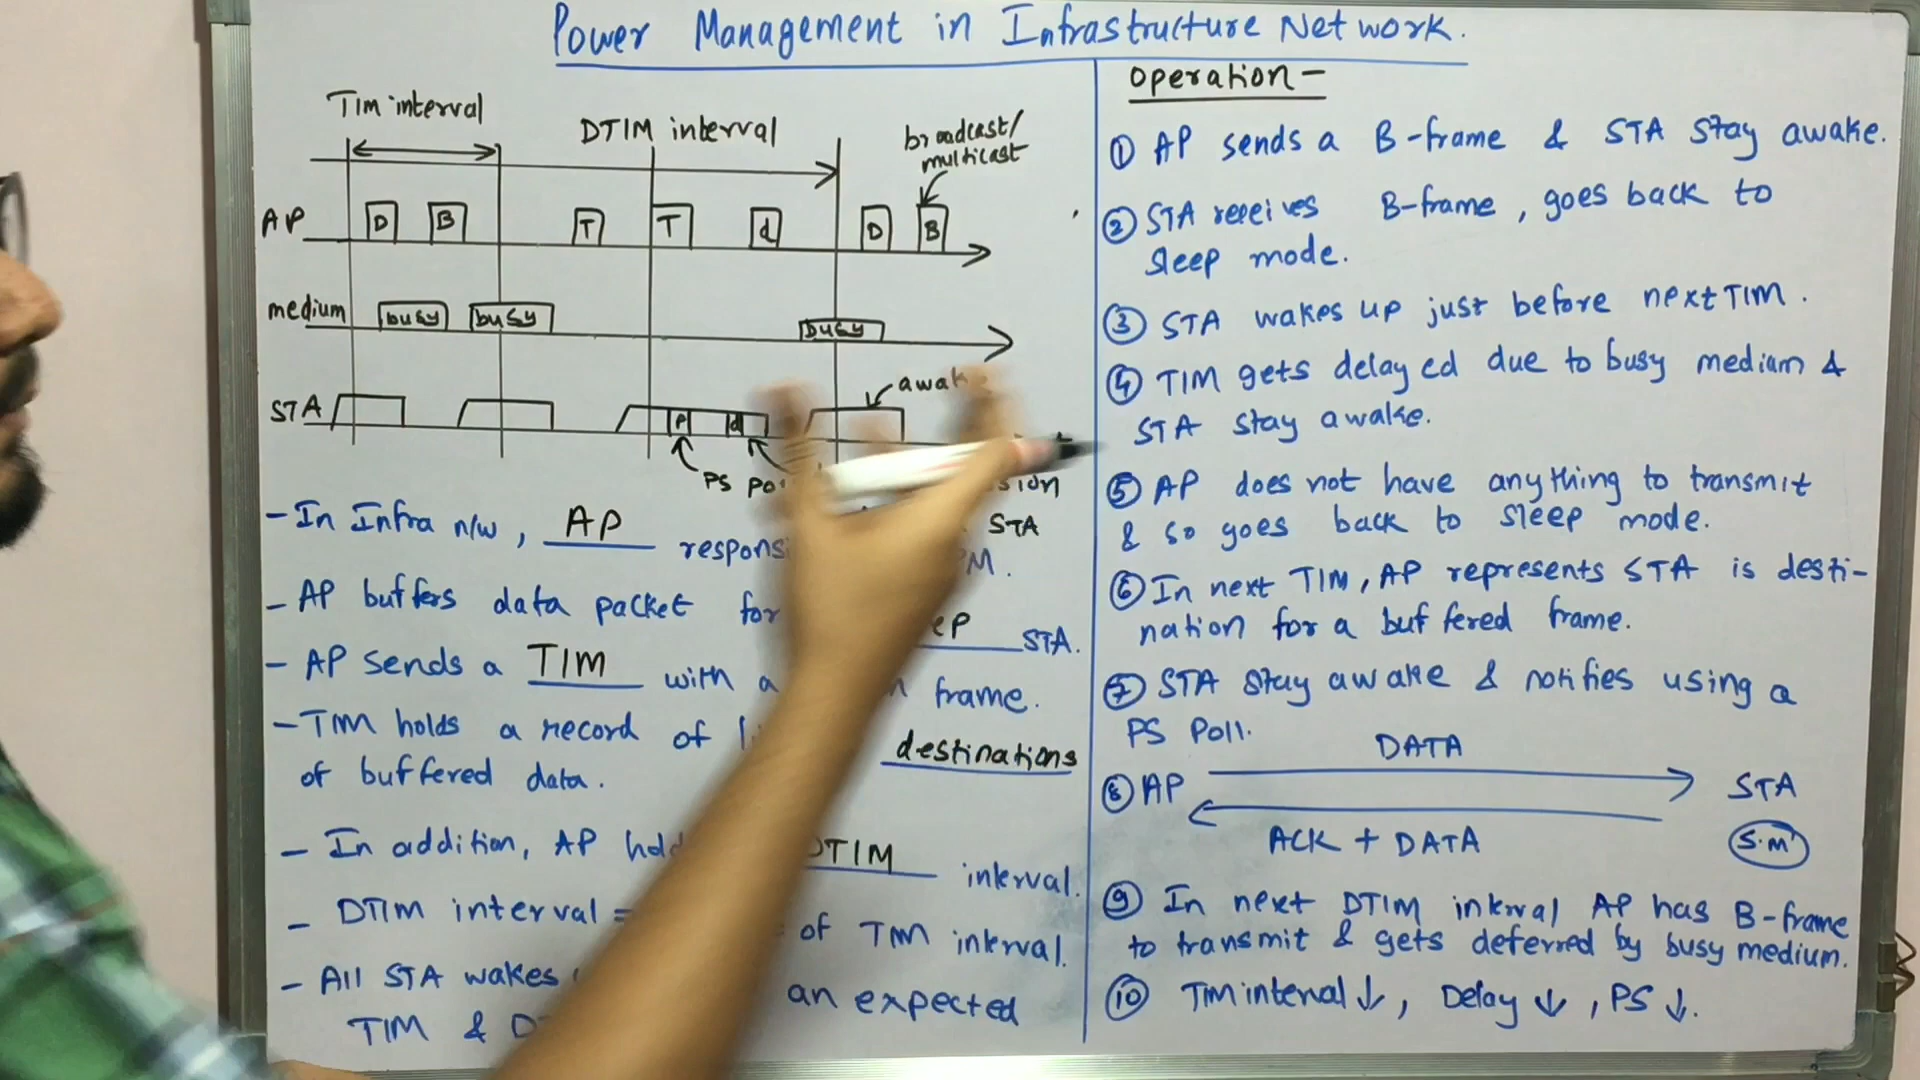 Power Management in Infrastructure Network.
TIM interval
DTIM interval
broadcast/
multicast
AP D B T T d D B
medium busy busy busy
STA P d
PS
STA
- In Infra n/w, AP
- AP buffers data packet for STA.
- AP sends a TIM with a frame.
- TIM holds a record of destinations
of buffered data.
- In addition, AP DTIM interval.
- DTIM interval = of TIM interval.
- All STA wakes an expected
TIM &
operation -
① AP sends a B-frame & STA stay awake.
② STA receives B-frame, goes back to
sleep mode.
③ STA wakes up just before next TIM.
④ TIM gets delayed due to busy medium &
STA stay awake.
⑤ AP does not have anything to transmit
& so goes back to sleep mode.
⑥ In next TIM, AP represents STA is desti-
nation for a buffered frame.
⑦ STA stay awake & notifies using a
PS Poll.
DATA
⑧ AP STA
ACK + DATA S.M
⑨ In next DTIM interval AP has B-frame
to transmit & gets deferred by busy medium.
⑩ TIM interval ↓, Delay ↓, PS ↓.